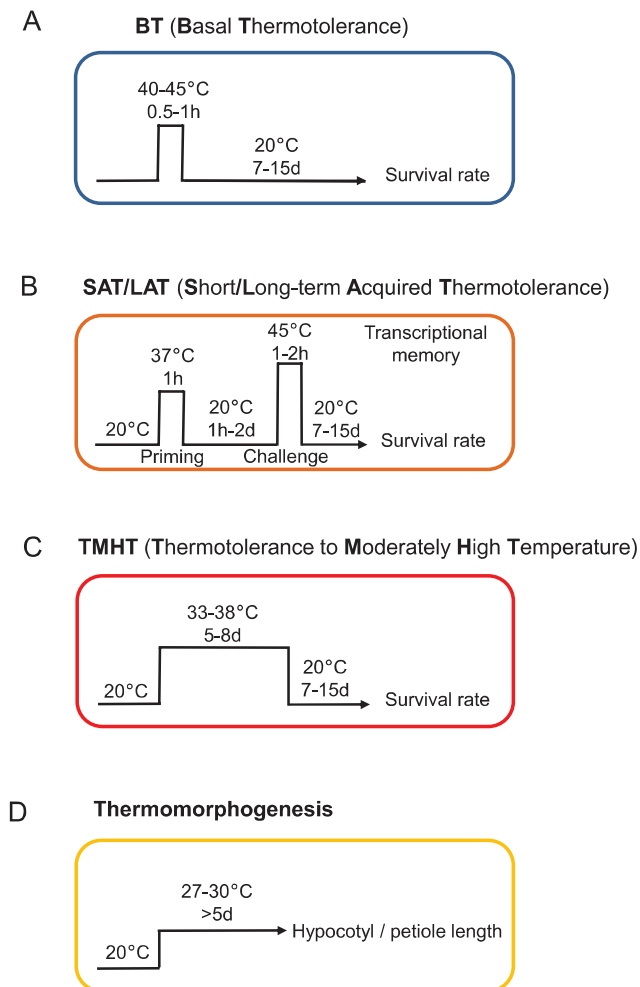 A
BT (Basal Thermotolerance)
40-45°C
0.5-1h
20°C
7-15d
Survival rate
B
SAT/LAT (Short/Long-term Acquired Thermotolerance)
45°C
1-2h
Transcriptional
memory
37°C
1h
20°C
20°C
1h-2d
20°C
7-15d
Survival rate
Priming
Challenge
C
TMHT (Thermotolerance to Moderately High Temperature)
33-38°C
5-8d
20°C
20°C
7-15d
Survival rate
D
Thermomorphogenesis
27-30°C
>5d
20°C
Hypocotyl / petiole length